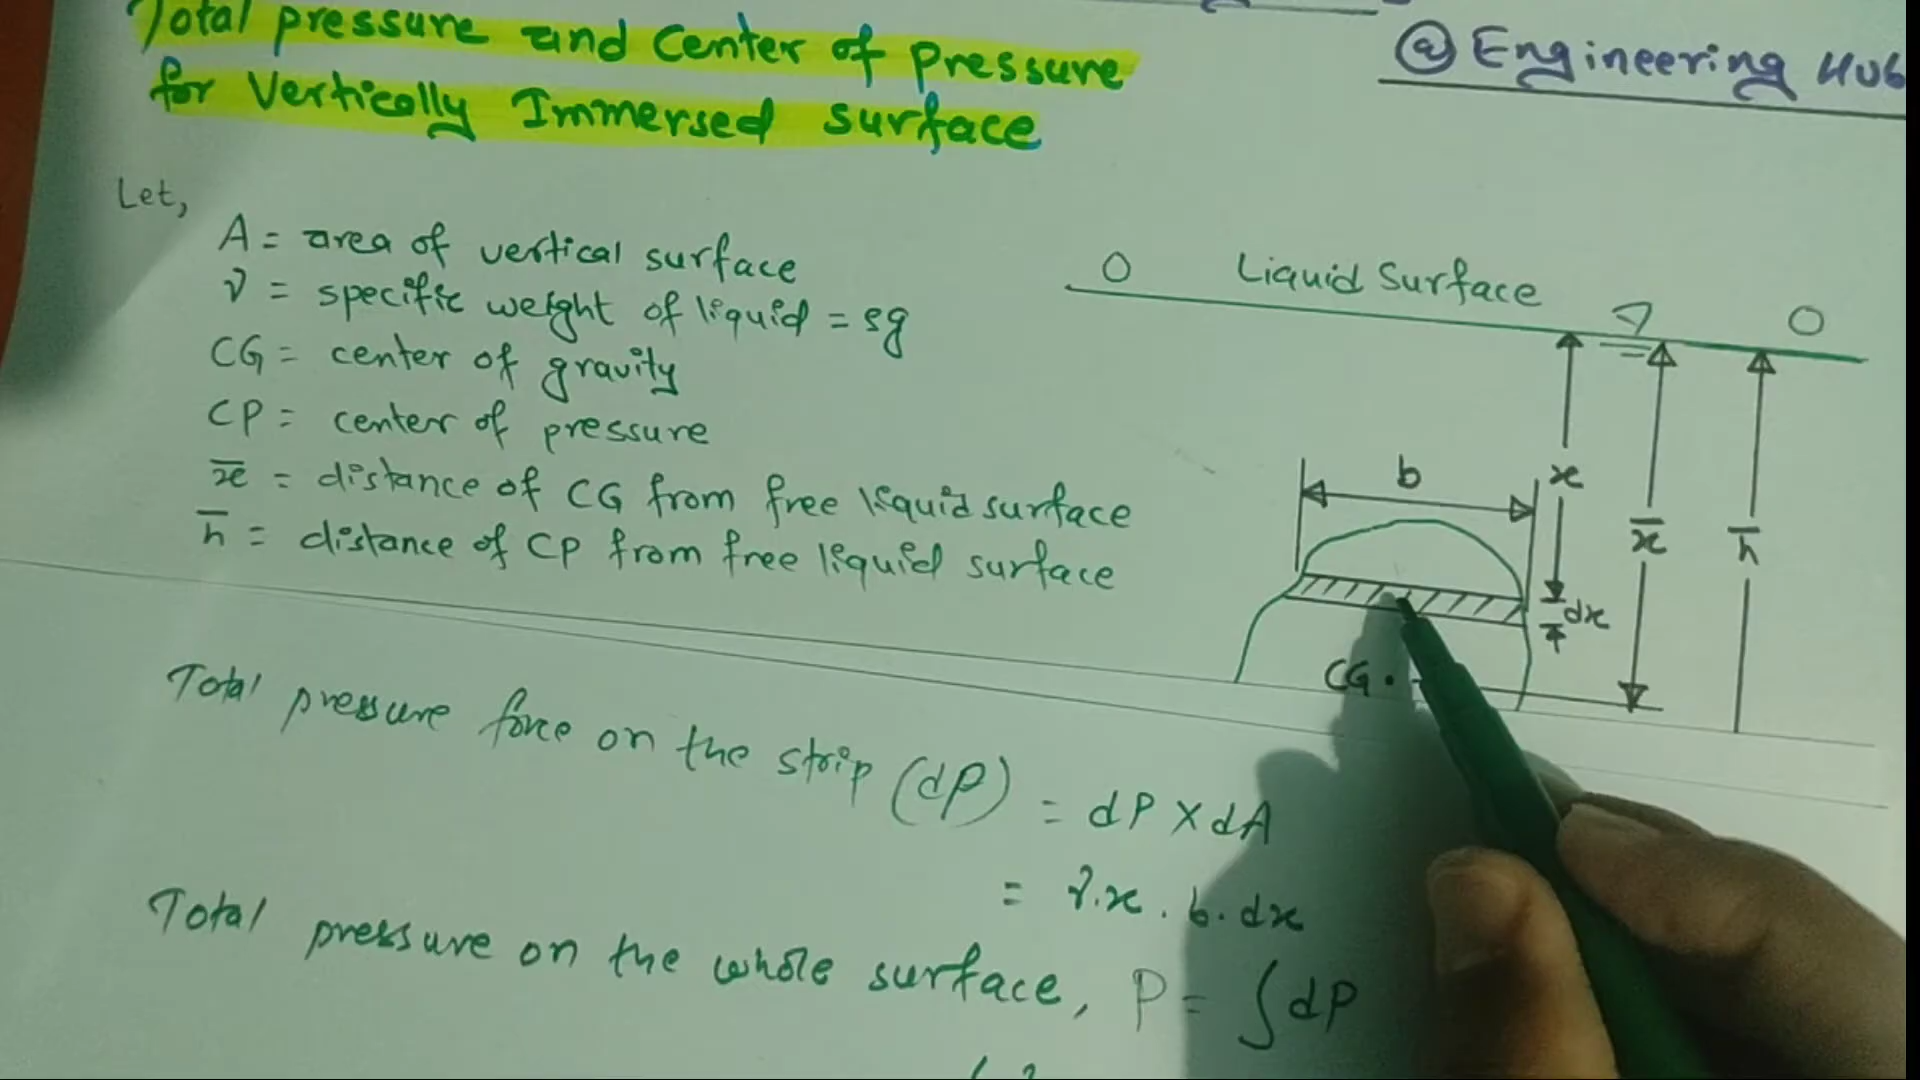 Total pressure and Center of pressure
for Vertically Immersed surface
@Engineering Hub
Let,
A = area of vertical surface
γ = specific weight of liquid = ρg
CG = center of gravity
CP = center of pressure
x̄ = distance of CG from free liquid surface
h̄ = distance of CP from free liquid surface
O Liquid Surface O
b
x
x̄
h̄
dx
CG
Total pressure force on the strip (dP) = dP X dA
= γ.x . b. dx
Total pressure on the whole surface, P = ∫dP